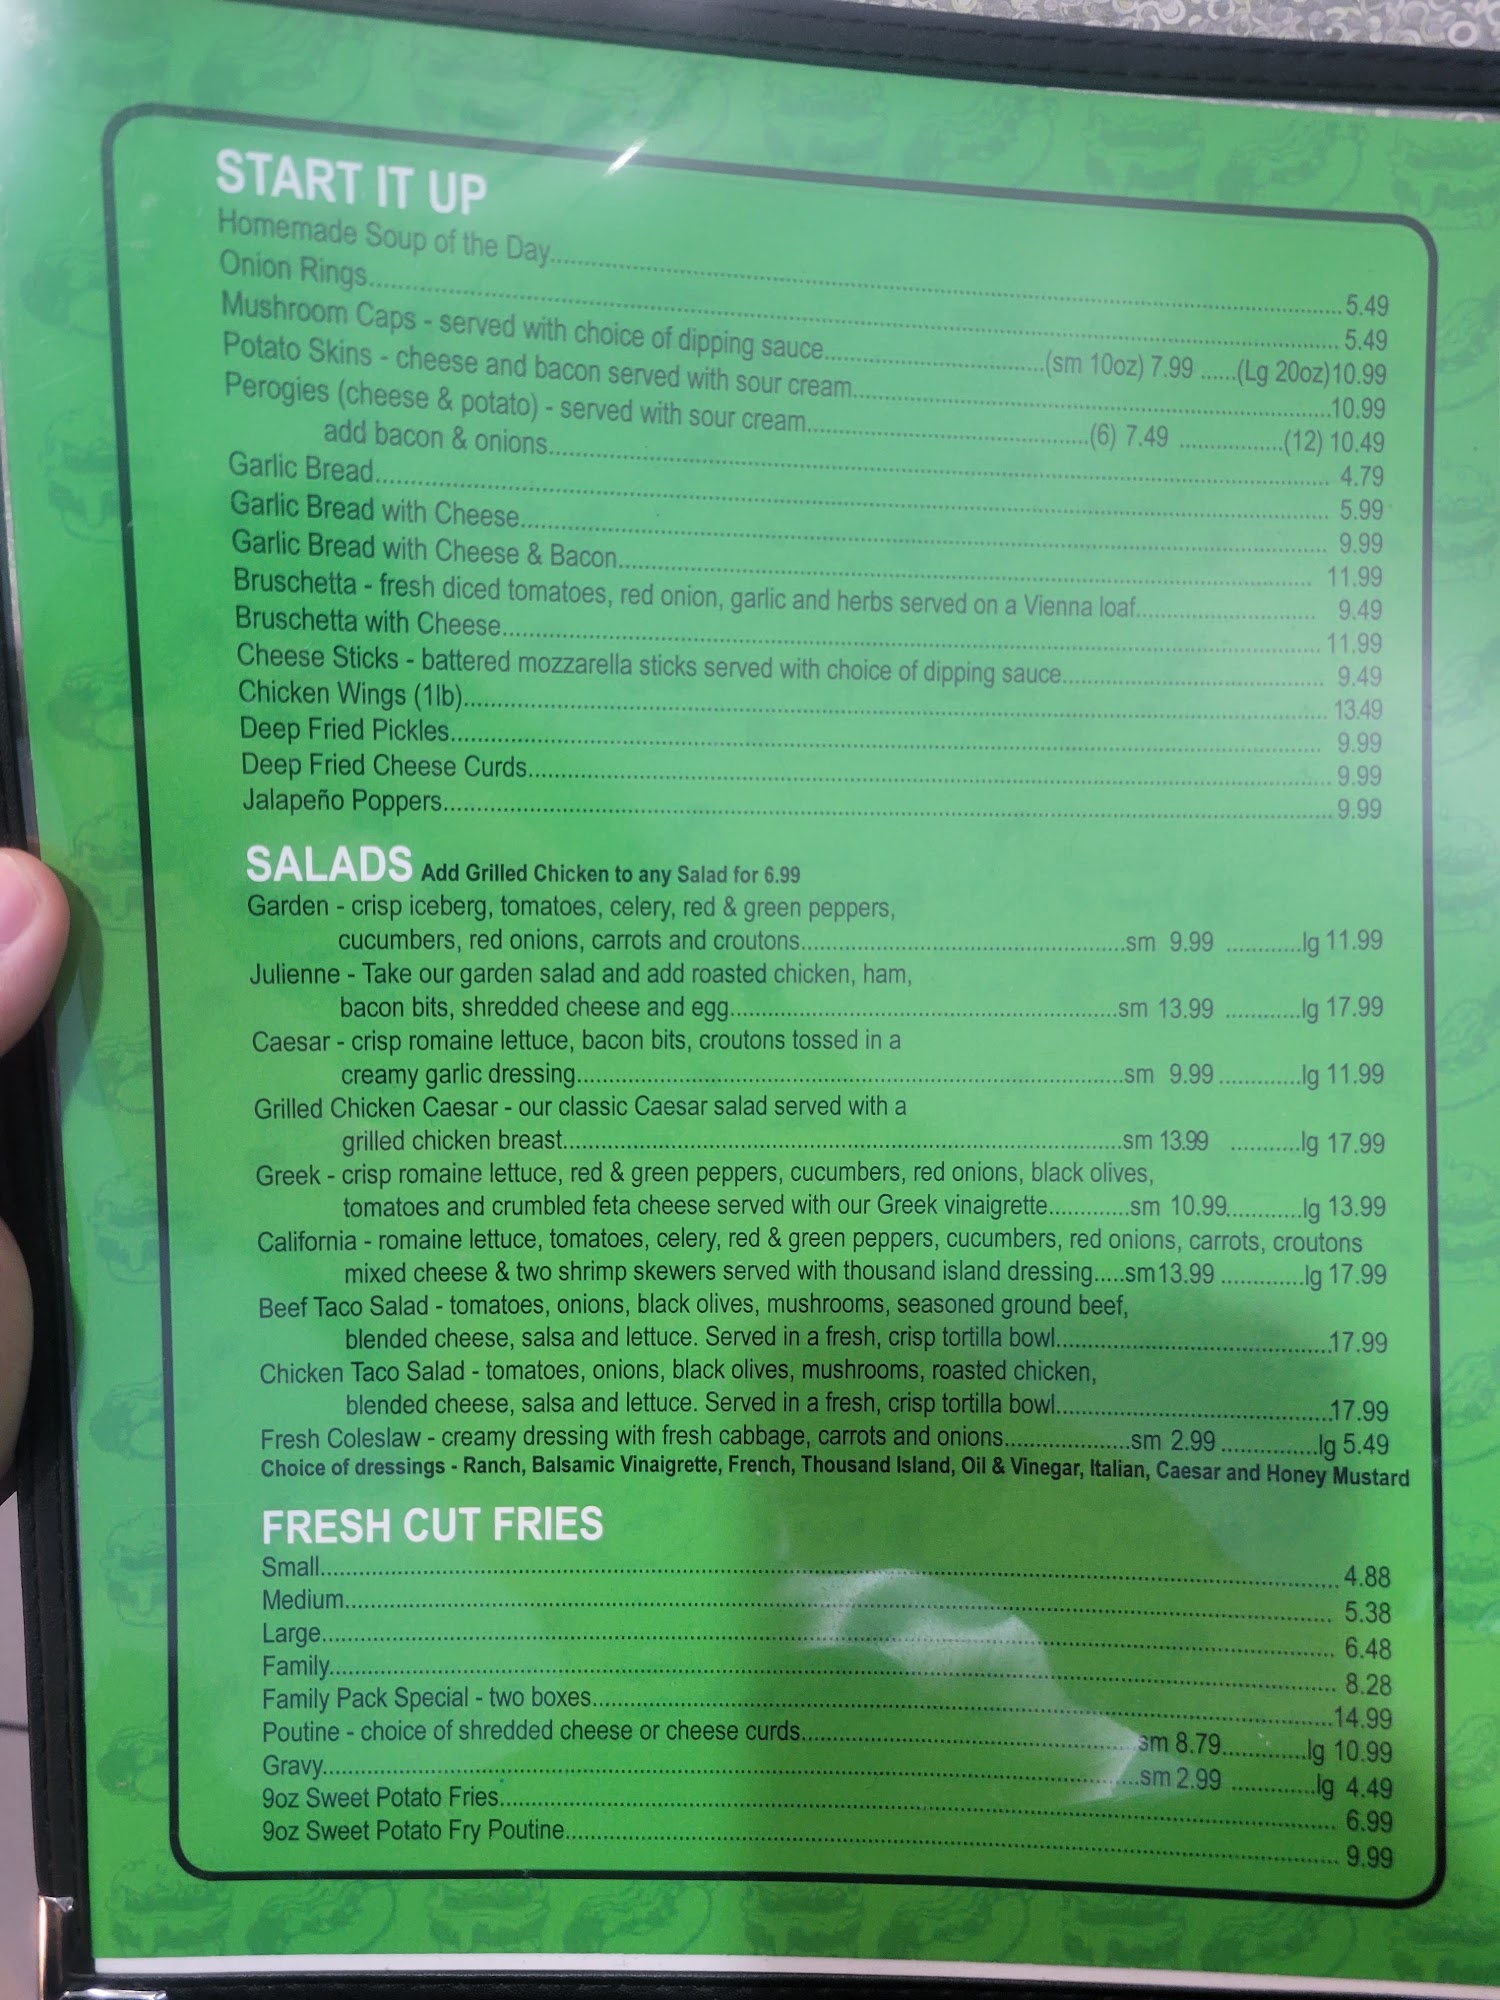 START IT UP
Homemade Soup of the Day..........5.49
Onion Rings..........5.49
Mushroom Caps - served with choice of dipping sauce..........(sm 10oz) 7.99 ......(Lg 20oz)10.99
Potato Skins - cheese and bacon served with sour cream..........10.99
Perogies (cheese & potato) - served with sour cream..........(6) 7.49 ..........(12) 10.49
add bacon & onions..........4.79
Garlic Bread..........5.99
Garlic Bread with Cheese..........9.99
Garlic Bread with Cheese & Bacon..........11.99
Bruschetta - fresh diced tomatoes, red onion, garlic and herbs served on a Vienna loaf..........9.49
Bruschetta with Cheese..........11.99
Cheese Sticks - battered mozzarella sticks served with choice of dipping sauce..........9.49
Chicken Wings (1lb)..........13.49
Deep Fried Pickles..........9.99
Deep Fried Cheese Curds..........9.99
Jalapeño Poppers..........9.99
SALADS Add Grilled Chicken to any Salad for 6.99
Garden - crisp iceberg, tomatoes, celery, red & green peppers,
cucumbers, red onions, carrots and croutons..........sm 9.99 ..........lg 11.99
Julienne - Take our garden salad and add roasted chicken, ham,
bacon bits, shredded cheese and egg..........sm 13.99 ..........lg 17.99
Caesar - crisp romaine lettuce, bacon bits, croutons tossed in a
creamy garlic dressing..........sm 9.99 ..........lg 11.99
Grilled Chicken Caesar - our classic Caesar salad served with a
grilled chicken breast..........sm 13.99 ..........lg 17.99
Greek - crisp romaine lettuce, red & green peppers, cucumbers, red onions, black olives,
tomatoes and crumbled feta cheese served with our Greek vinaigrette..........sm 10.99..........lg 13.99
California - romaine lettuce, tomatoes, celery, red & green peppers, cucumbers, red onions, carrots, croutons
mixed cheese & two shrimp skewers served with thousand island dressing.....sm13.99 ..........lg 17.99
Beef Taco Salad - tomatoes, onions, black olives, mushrooms, seasoned ground beef,
blended cheese, salsa and lettuce. Served in a fresh, crisp tortilla bowl..........17.99
Chicken Taco Salad - tomatoes, onions, black olives, mushrooms, roasted chicken,
blended cheese, salsa and lettuce. Served in a fresh, crisp tortilla bowl..........17.99
Fresh Coleslaw - creamy dressing with fresh cabbage, carrots and onions..........sm 2.99 ..........lg 5.49
Choice of dressings - Ranch, Balsamic Vinaigrette, French, Thousand Island, Oil & Vinegar, Italian, Caesar and Honey Mustard
FRESH CUT FRIES
Small..........4.88
Medium..........5.38
Large..........6.48
Family..........8.28
Family Pack Special - two boxes..........14.99
Poutine - choice of shredded cheese or cheese curds..........sm 8.79..........lg 10.99
Gravy..........sm 2.99 ..........lg 4.49
9oz Sweet Potato Fries..........6.99
9oz Sweet Potato Fry Poutine..........9.99